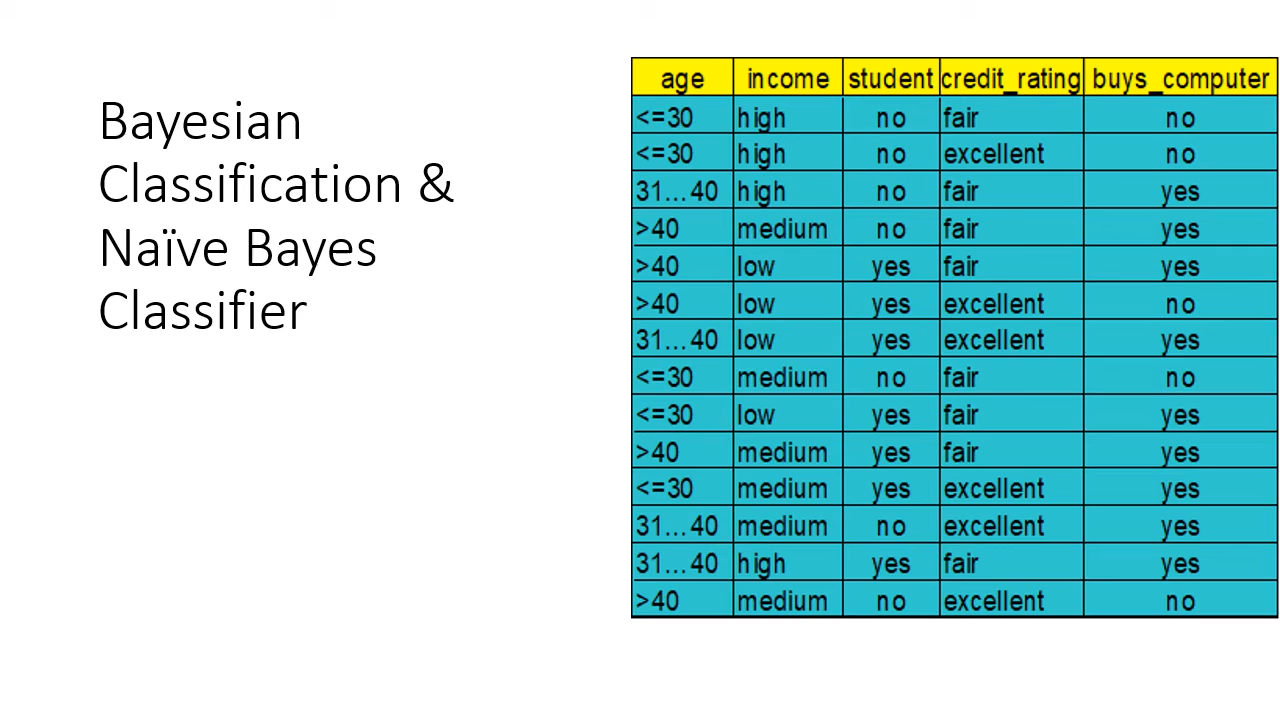 Bayesian
Classification &
Naïve Bayes
Classifier
age income student credit_rating buys_computer
<=30 high no fair no
<=30 high no excellent no
31…40 high no fair yes
>40 medium no fair yes
>40 low yes fair yes
>40 low yes excellent no
31…40 low yes excellent yes
<=30 medium no fair no
<=30 low yes fair yes
>40 medium yes fair yes
<=30 medium yes excellent yes
31…40 medium no excellent yes
31…40 high yes fair yes
>40 medium no excellent no